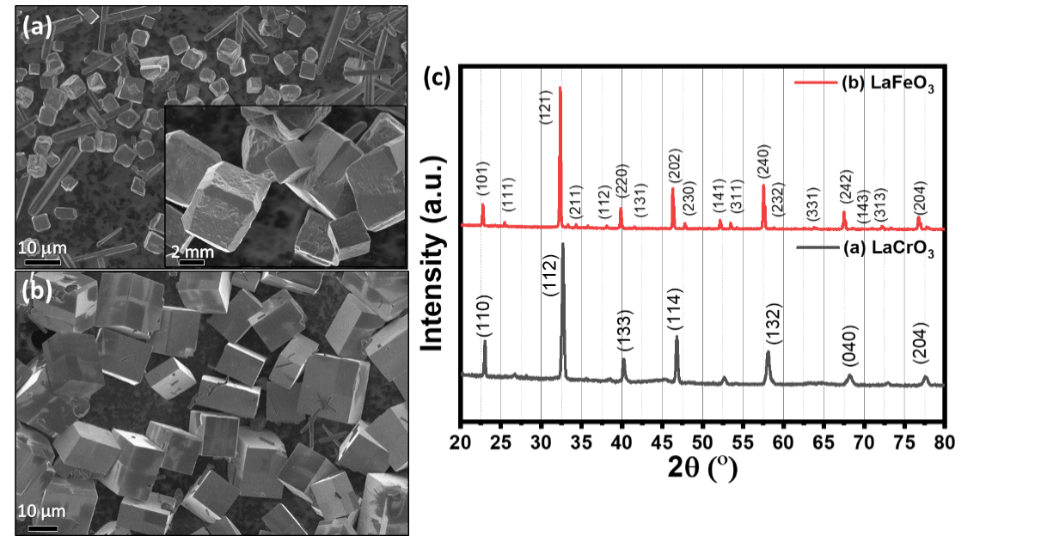 (a)
10 µm
2 mm
(b)
10 µm
(c)
Intensity (a.u.)
(b) LaFeO₃
(101)
(111)
(121)
(211)
(112)
(220)
(131)
(202)
(230)
(141)
(311)
(240)
(232)
(331)
(242)
(143)
(313)
(204)
(a) LaCrO₃
(110)
(112)
(133)
(114)
(132)
(040)
(204)
20 25 30 35 40 45 50 55 60 65 70 75 80
2θ (°)